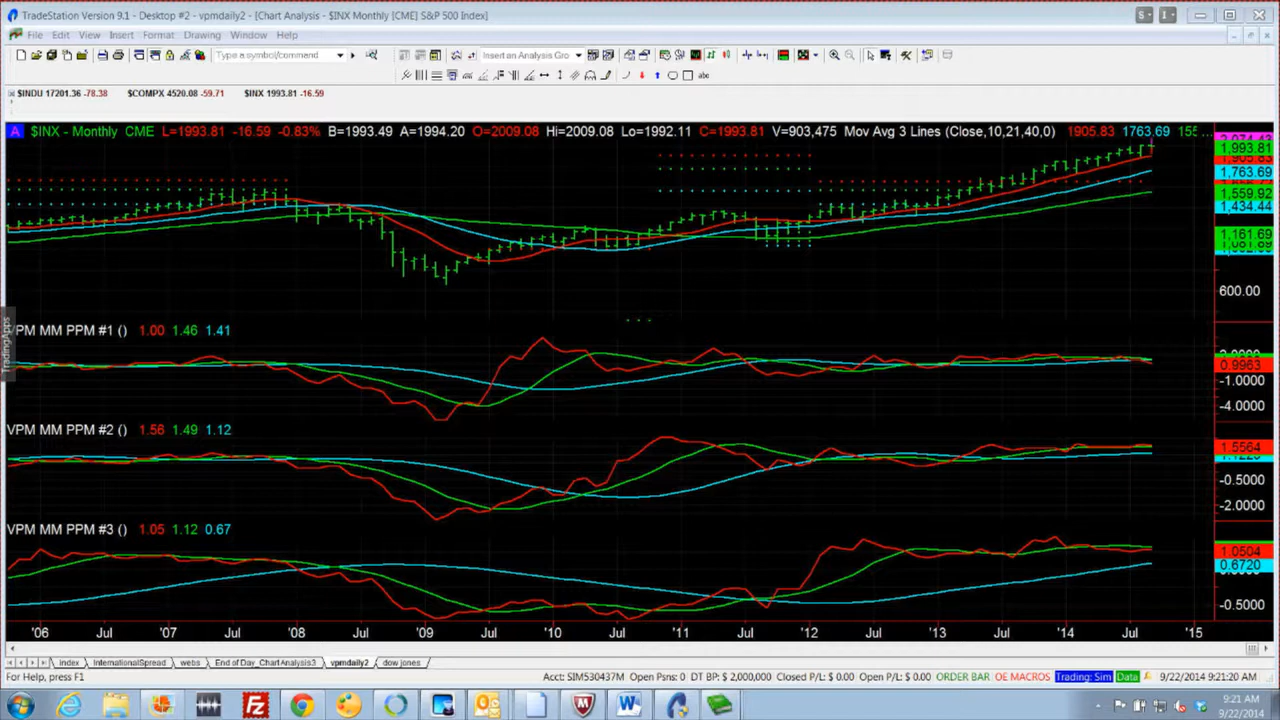 TradeStation Version 9.1 - Desktop #2 - vpmdaily2 - [Chart Analysis - $INX Monthly [CME] S&P 500 Index]
File Edit View Insert Format Drawing Window Help
Type a symbol/command Insert an Analysis Gro
abc
$INDU 17201.36 -78.38 $COMPX 4520.08 -59.71 $INX 1993.81 -16.59
A $INX - Monthly CME L=1993.81 -16.59 -0.83% B=1993.49 A=1994.20 O=2009.08 Hi=2009.08 Lo=1992.11 C=1993.81 V=903,475 Mov Avg 3 Lines (Close,10,21,40,0) 1905.83 1763.69 155 ...
1,993.81
1,763.69
1,559.92
1,434.44
1,161.69
600.00
TradingApps
VPM MM PPM #1 () 1.00 1.46 1.41
0.9963
-1.0000
-4.0000
VPM MM PPM #2 () 1.56 1.49 1.12
1.5564
-0.5000
-2.0000
VPM MM PPM #3 () 1.05 1.12 0.67
1.0504
0.6720
-0.5000
'06 Jul '07 Jul '08 Jul '09 Jul '10 Jul '11 Jul '12 Jul '13 Jul '14 Jul '15
index InternationalSpread webs End of Day_ChartAnalysis3 vpmdaily2 dow jones
For Help, press F1 Acct: SIM530437M Open Psns: 0 DT BP: $ 2,000,000 Closed P/L: $ 0.00 Open P/L: $ 0.00 ORDER BAR OE MACROS Trading: Sim Data 9/22/2014 9:21:20 AM
9:21 AM
9/22/2014